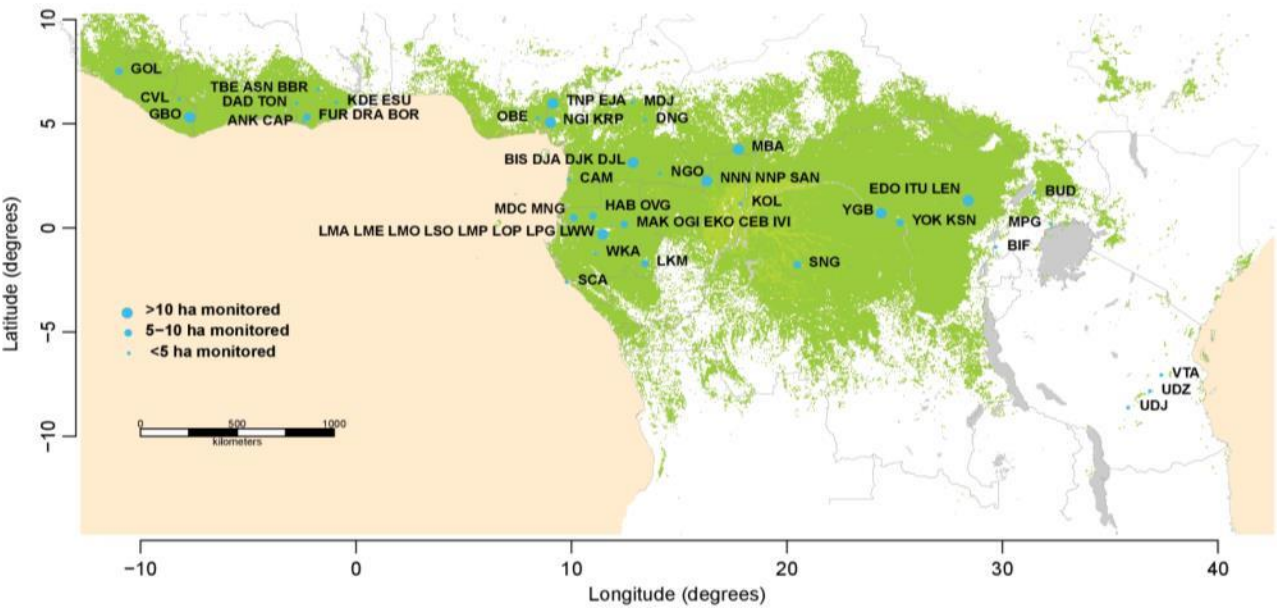 10
GOL
TBE ASN BBR
CVL
DAD TON
KDE ESU
GBO
ANK CAP
FUR DRA BOR
TNP EJA
MDJ
OBE
NGI KRP
DNG
5
MBA
BIS DJA DJK DJL
NGO
NNN NNP SAN
CAM
EDO ITU LEN
BUD
MDC MNG
HAB OVG
KOL
YGB
YOK KSN
MPG
MAK OGI EKO CEB IVI
0
LMA LME LMO LSO LMP LOP LPG LWW
WKA
BIF
LKM
SNG
SCA
Latitude (degrees)
>10 ha monitored
5−10 ha monitored
<5 ha monitored
−5
VTA
UDZ
UDJ
0 500 1000
kilometers
−10
−10 0 10 20 30 40
Longitude (degrees)